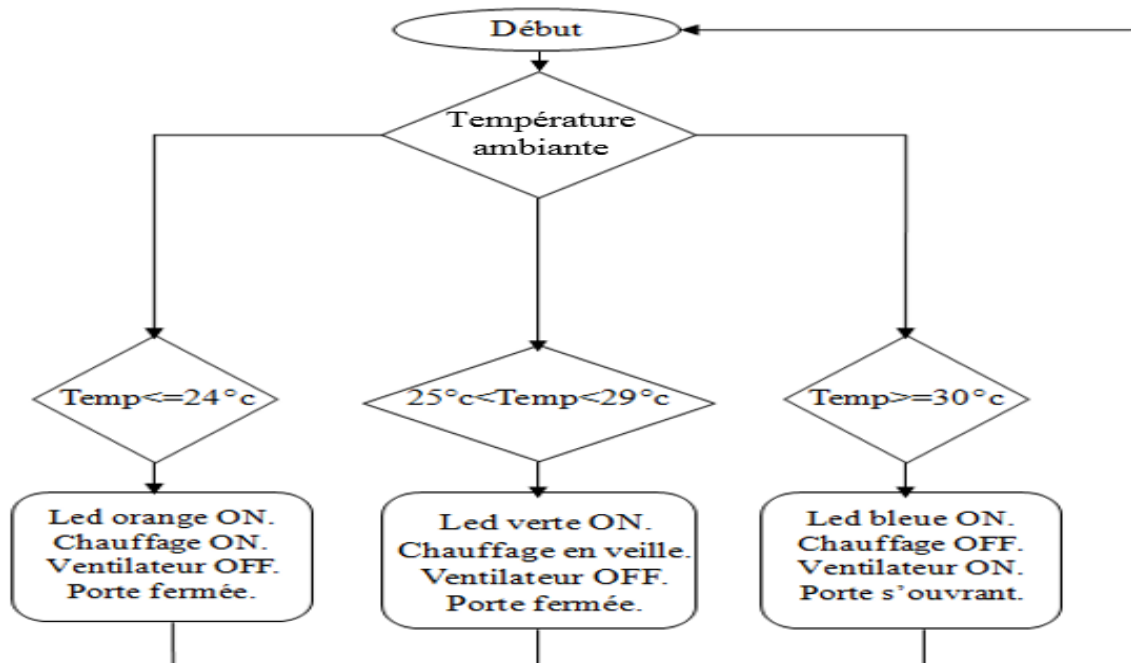 Début
Température
ambiante
Temp<=24°c
25°c<Temp<29°c
Temp>=30°c
Led orange ON.
Chauffage ON.
Ventilateur OFF.
Porte fermée.
Led verte ON.
Chauffage en veille.
Ventilateur OFF.
Porte fermée.
Led bleue ON.
Chauffage OFF.
Ventilateur ON.
Porte s'ouvrant.